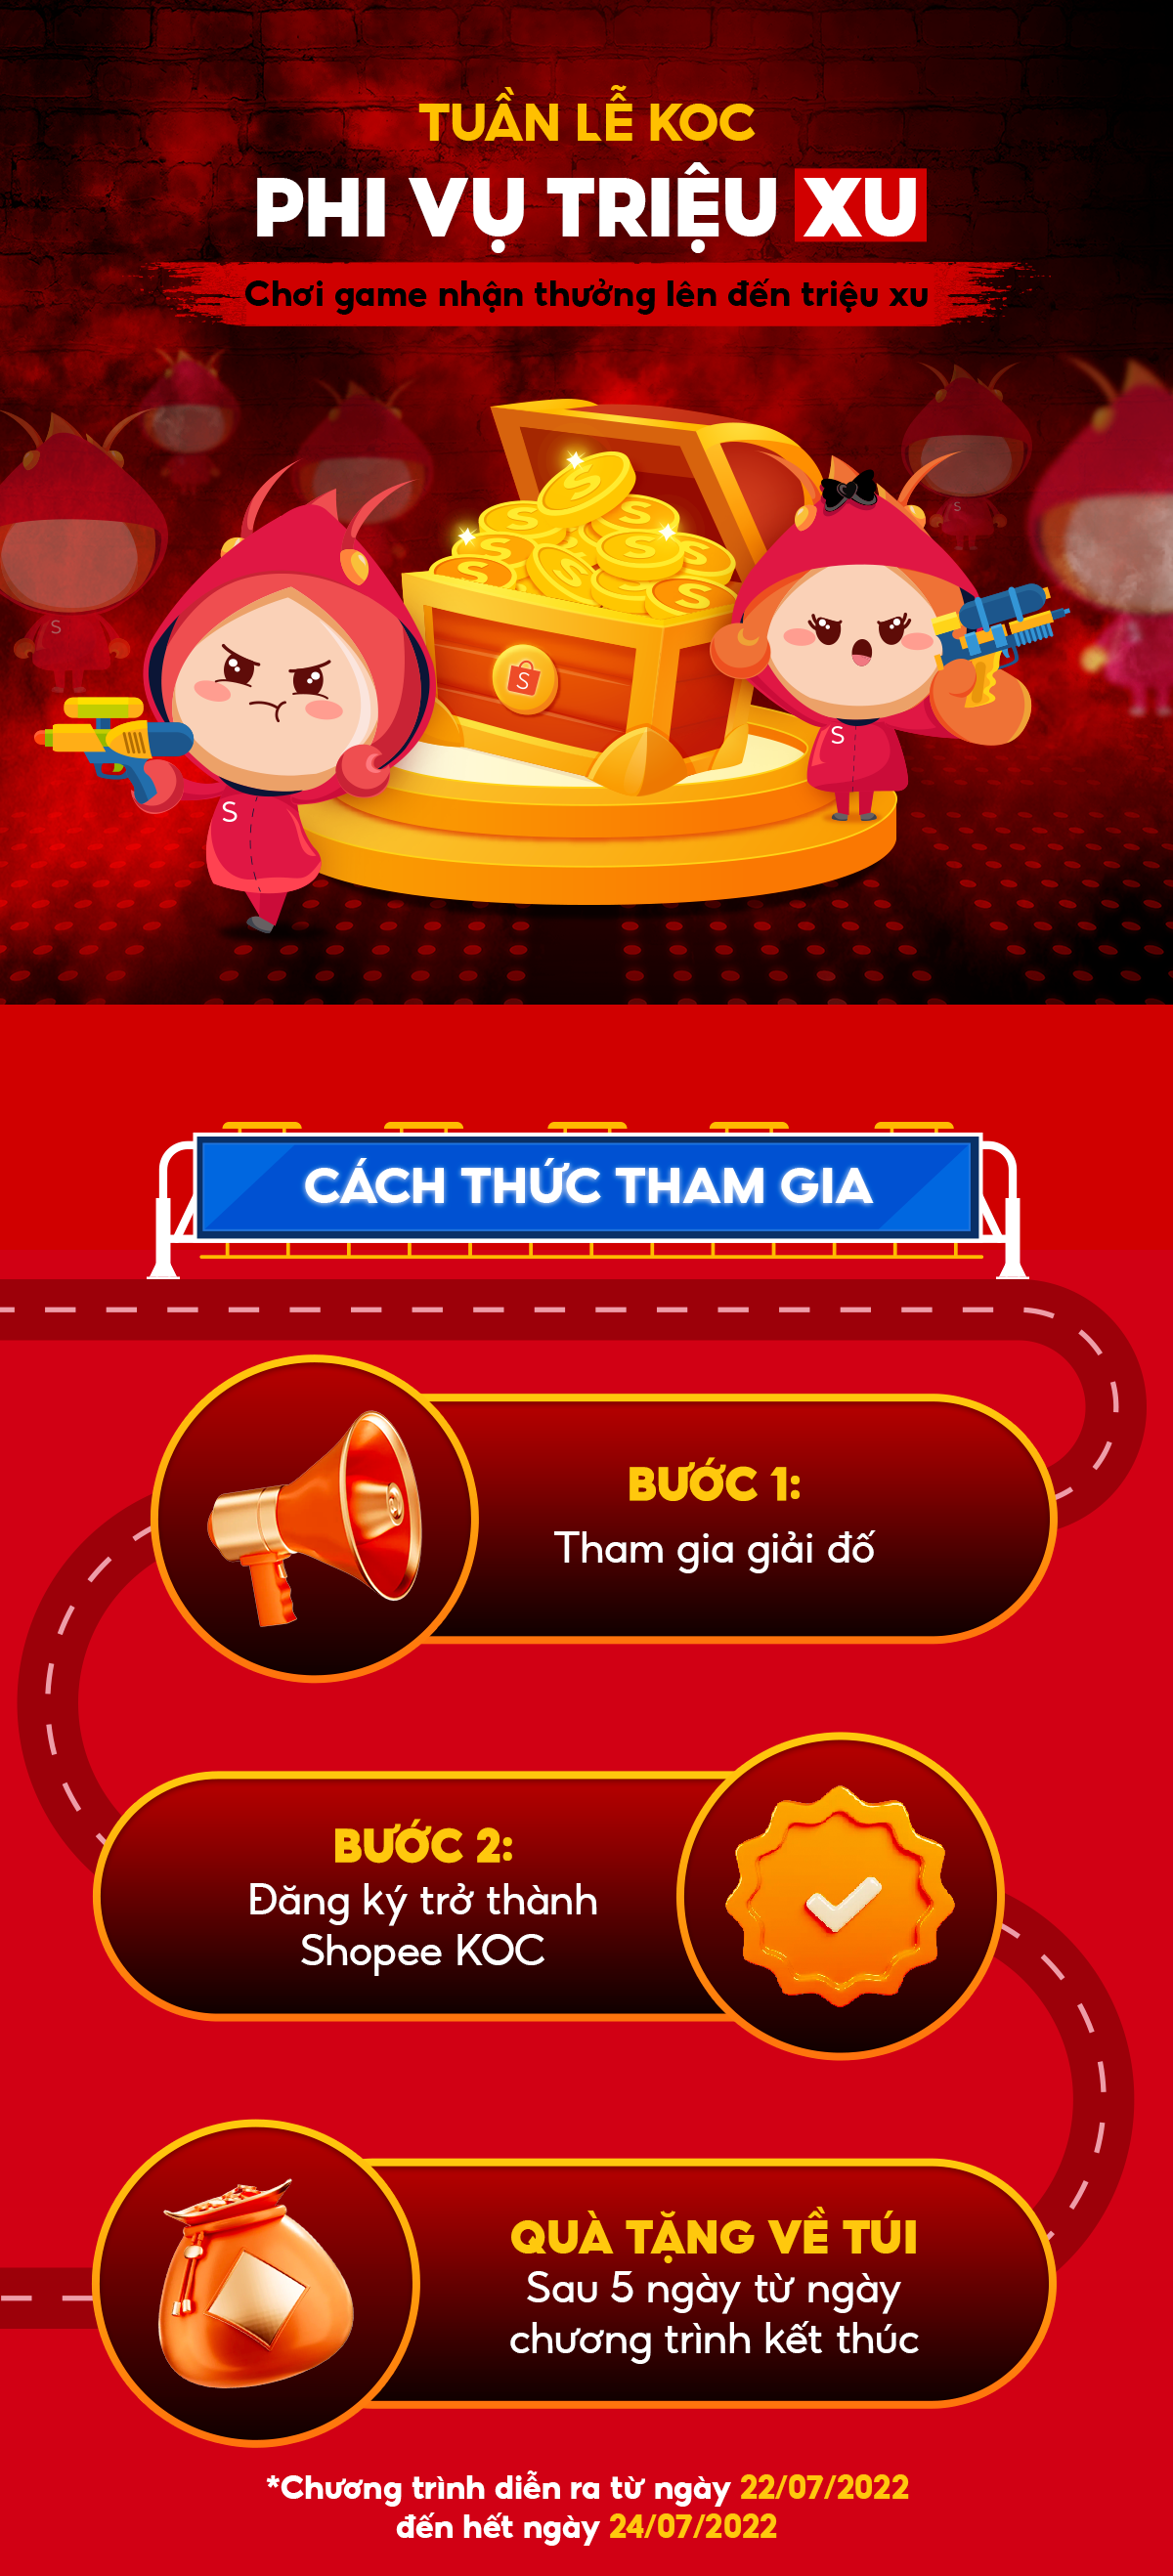 TUẦN LỄ KOC
PHI VỤ TRIỆU XU
Chơi game nhận thưởng lên đến triệu xu
CÁCH THỨC THAM GIA
BƯỚC 1:
Tham gia giải đố
BƯỚC 2:
Đăng ký trở thành
Shopee KOC
QUÀ TẶNG VỀ TÚI
Sau 5 ngày từ ngày
chương trình kết thúc
*Chương trình diễn ra từ ngày 22/07/2022
đến hết ngày 24/07/2022